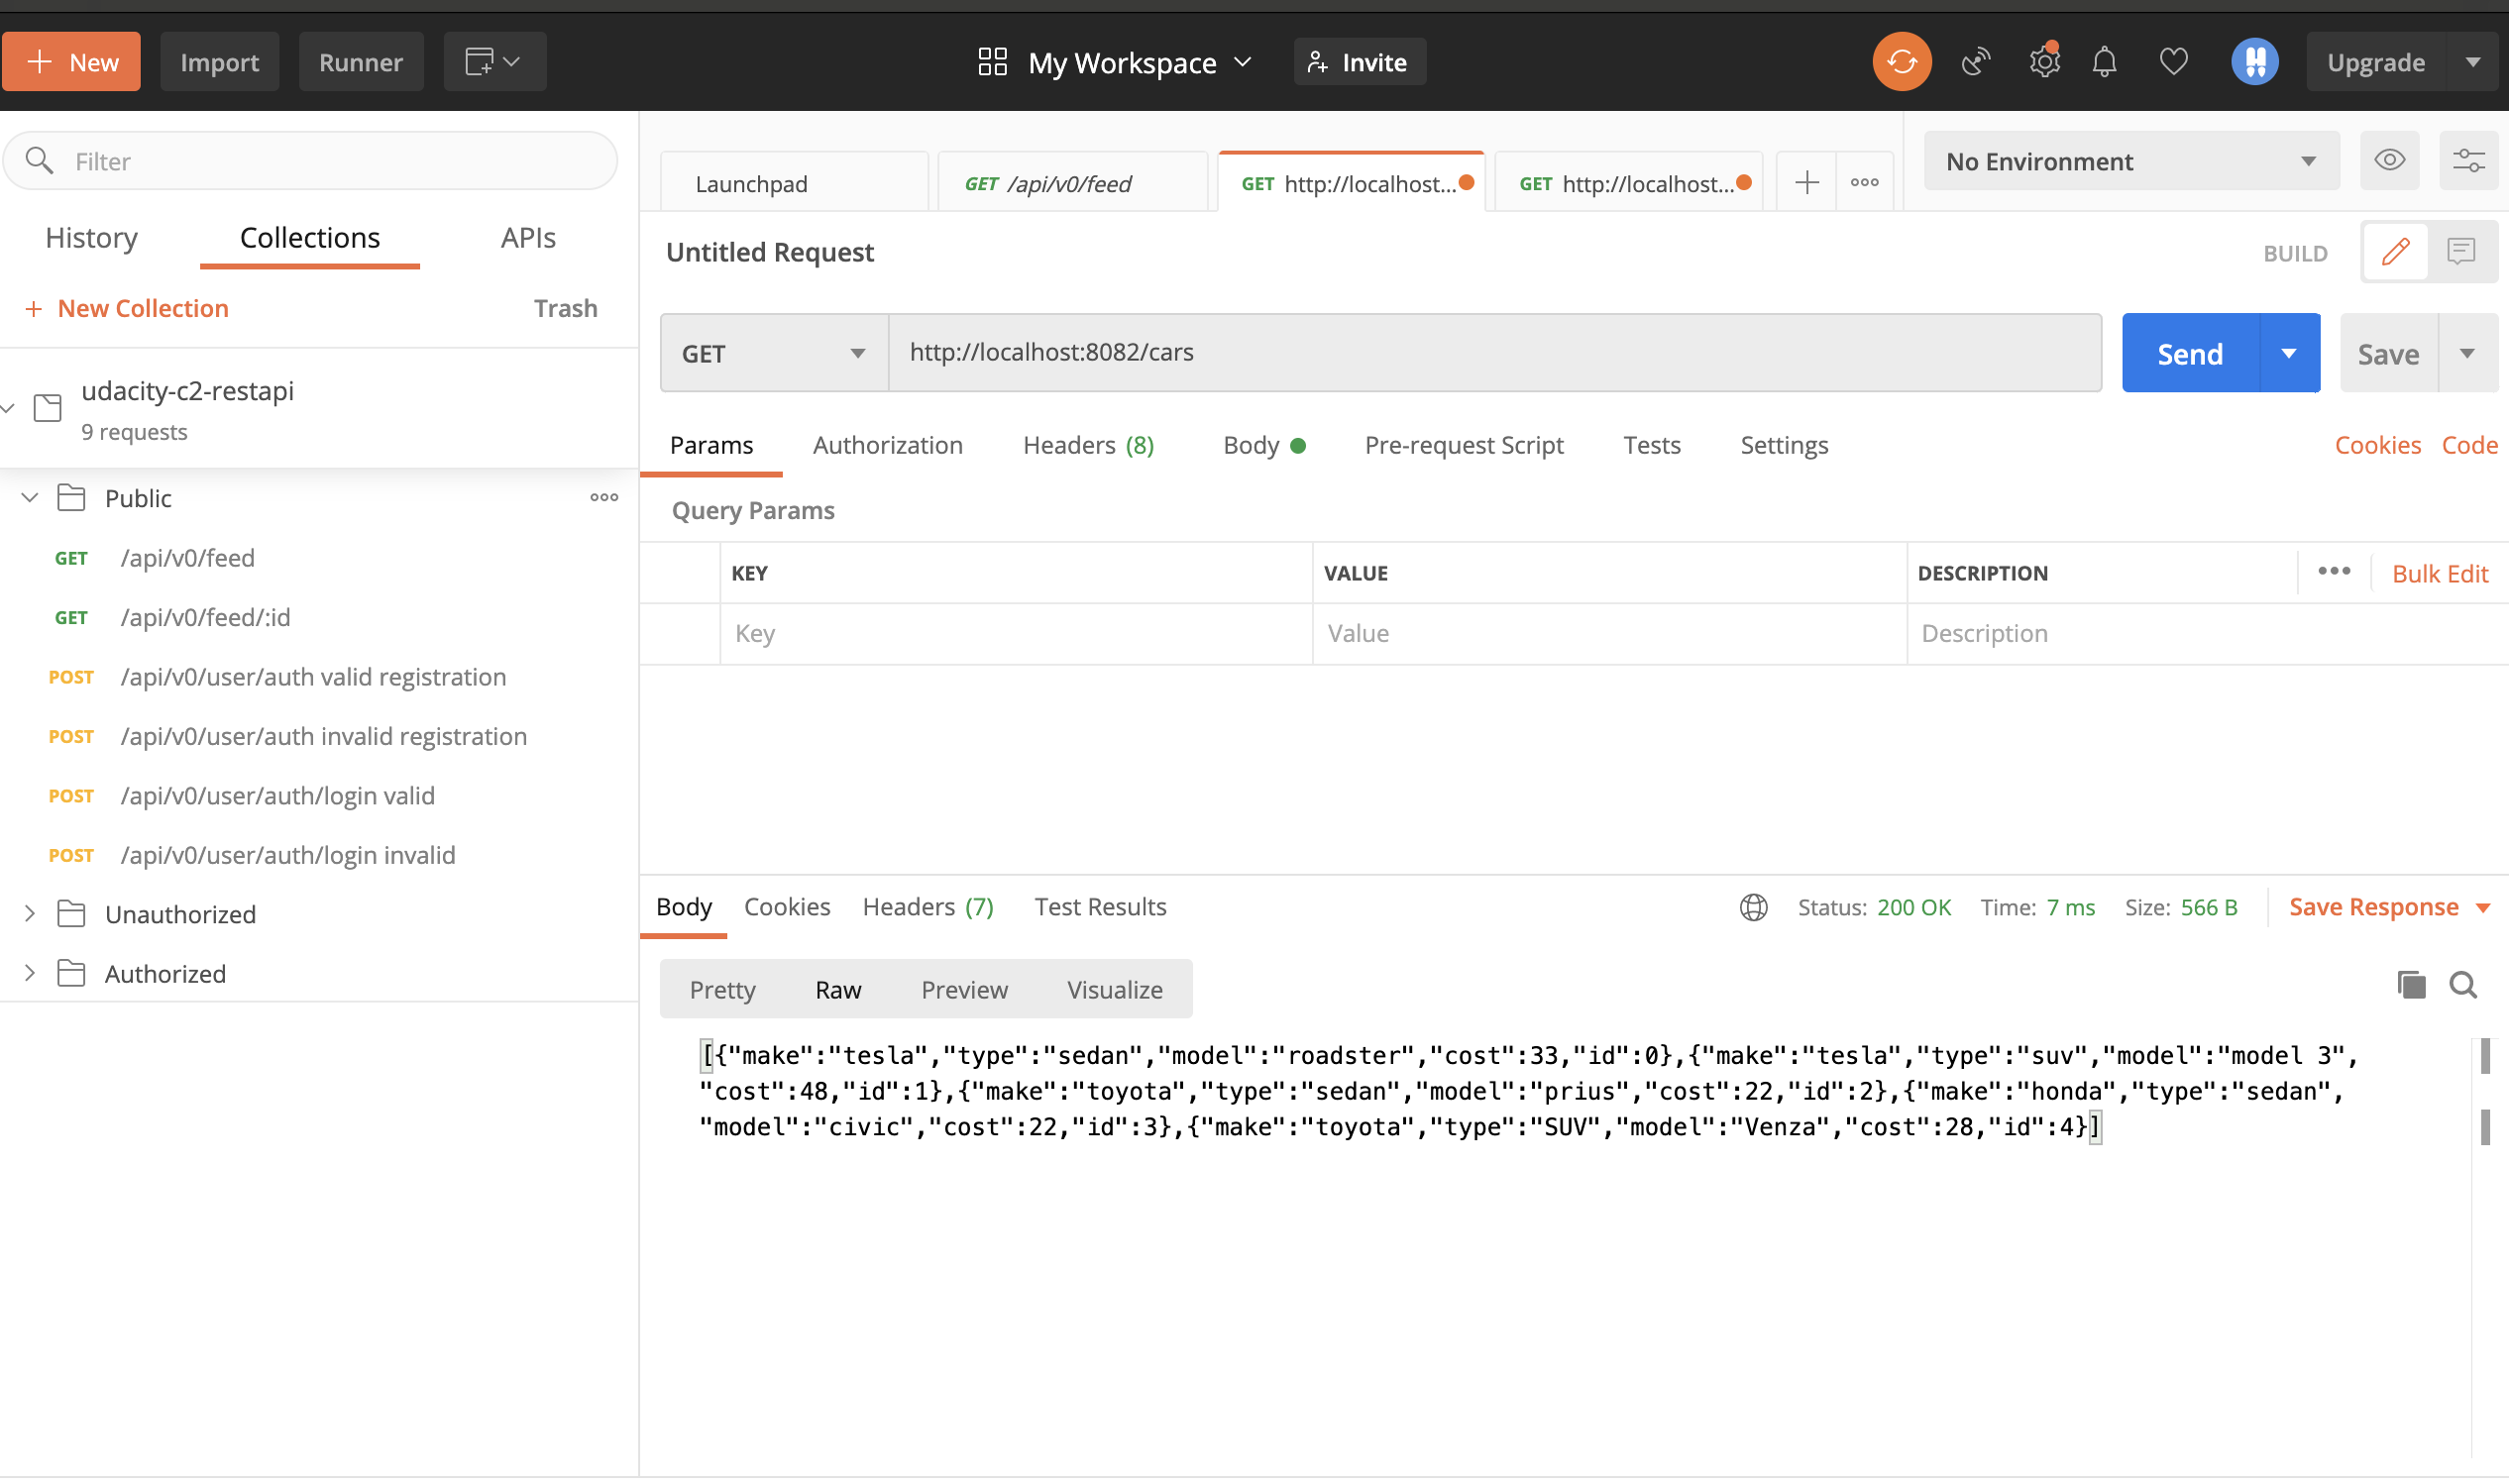 New
Import
Runner
My Workspace
Invite
Upgrade
Filter
History
Collections
APIs
New Collection
Trash
udacity-c2-restapi
9 requests
Public
GET /api/v0/feed
GET /api/v0/feed/:id
POST /api/v0/user/auth valid registration
POST /api/v0/user/auth invalid registration
POST /api/v0/user/auth/login valid
POST /api/v0/user/auth/login invalid
Unauthorized
Authorized
Launchpad
GET /api/v0/feed
GET http://localhost...
GET http://localhost...
No Environment
Untitled Request
BUILD
GET
http://localhost:8082/cars
Send
Save
Params
Authorization
Headers (8)
Body
Pre-request Script
Tests
Settings
Cookies
Code
Query Params
KEY
VALUE
DESCRIPTION
Bulk Edit
Key
Value
Description
Body
Cookies
Headers (7)
Test Results
Status: 200 OK
Time: 7 ms
Size: 566 B
Save Response
Pretty
Raw
Preview
Visualize
[{"make":"tesla","type":"sedan","model":"roadster","cost":33,"id":0},{"make":"tesla","type":"suv","model":"model 3",
"cost":48,"id":1},{"make":"toyota","type":"sedan","model":"prius","cost":22,"id":2},{"make":"honda","type":"sedan",
"model":"civic","cost":22,"id":3},{"make":"toyota","type":"SUV","model":"Venza","cost":28,"id":4}]